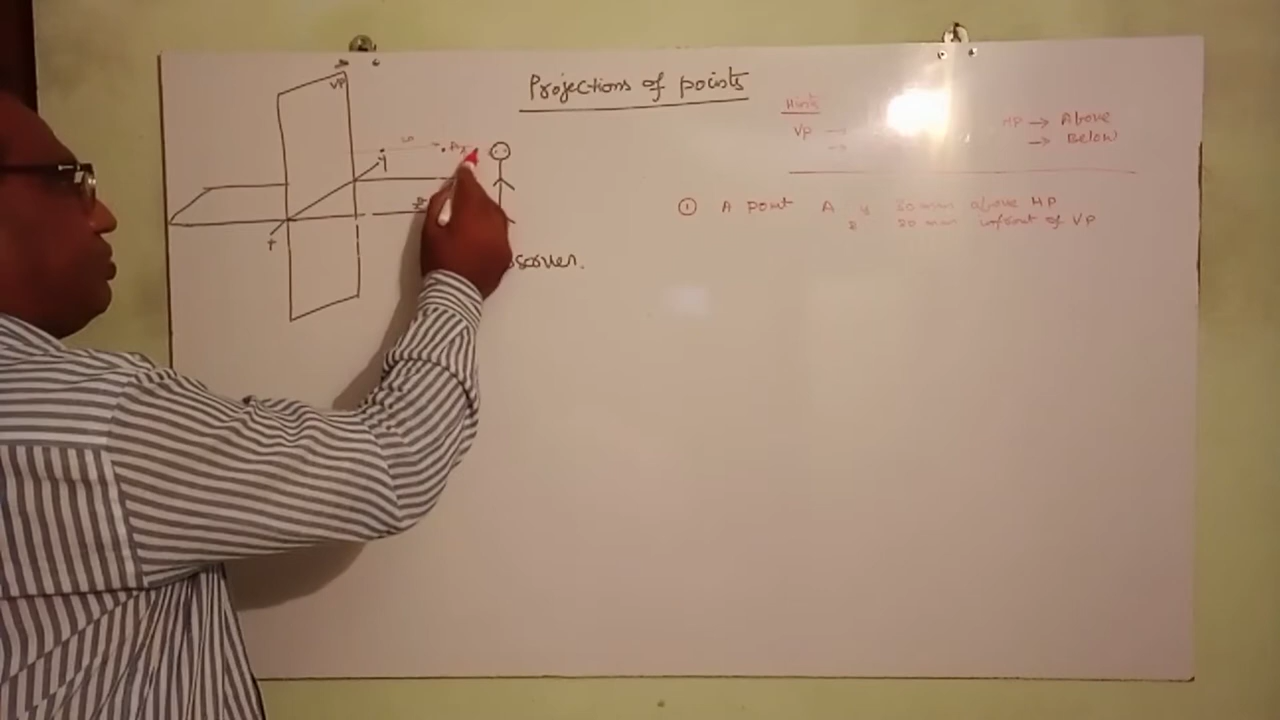 Projections of points
VP
Hint:
VP →
→
HP → Above
→ Below
y
A
① A point A is 30 mm above HP
& 20 mm infront of VP